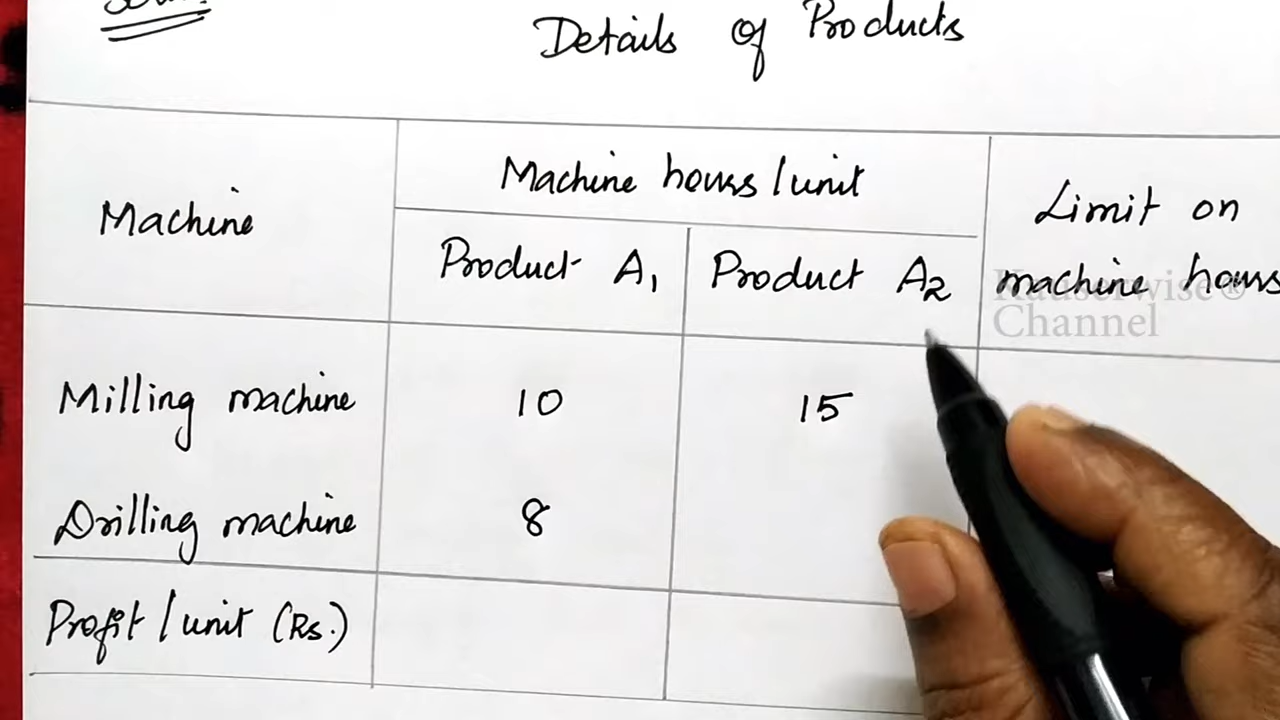 Details of Products
Machine
Machine hours/unit
Limit on
machine hours
Product A1
Product A2
Channel
Milling machine 10 15
Drilling machine 8
Profit/unit (Rs.)